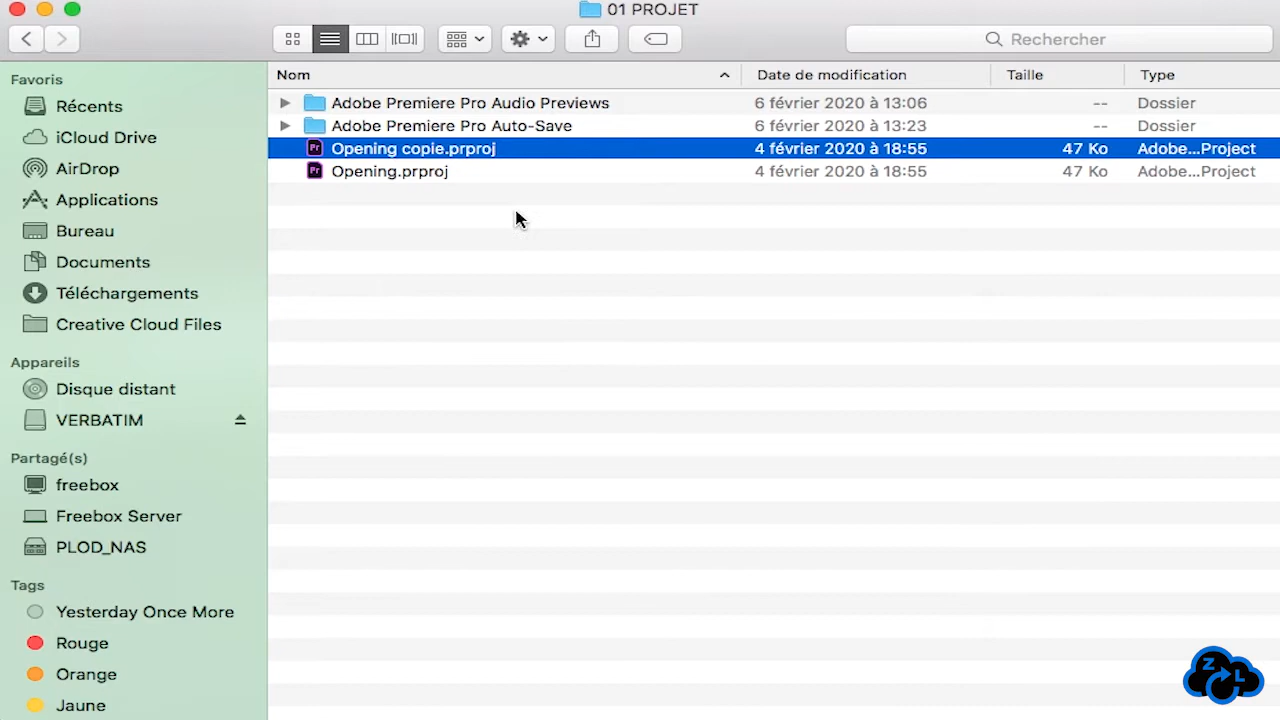 01 PROJET
Rechercher
Favoris
Récents
iCloud Drive
AirDrop
Applications
Bureau
Documents
Téléchargements
Creative Cloud Files
Appareils
Disque distant
VERBATIM
Partagé(s)
freebox
Freebox Server
PLOD_NAS
Tags
Yesterday Once More
Rouge
Orange
Jaune
Nom Date de modification Taille Type
Adobe Premiere Pro Audio Previews 6 février 2020 à 13:06 -- Dossier
Adobe Premiere Pro Auto-Save 6 février 2020 à 13:23 -- Dossier
Pr Opening copie.prproj 4 février 2020 à 18:55 47 Ko Adobe...Project
Pr Opening.prproj 4 février 2020 à 18:55 47 Ko Adobe...Project
Z L